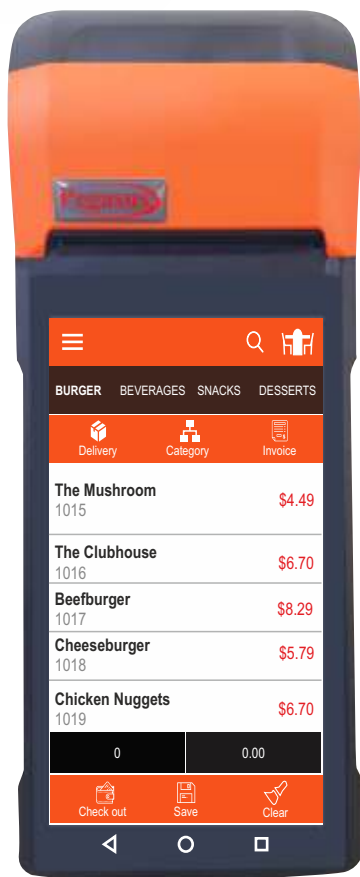 Pegasus
BURGER BEVERAGES SNACKS DESSERTS
Delivery Category Invoice
The Mushroom
1015
$4.49
The Clubhouse
1016
$6.70
Beefburger
1017
$8.29
Cheeseburger
1018
$5.79
Chicken Nuggets
1019
$6.70
0 0.00
Check out Save Clear